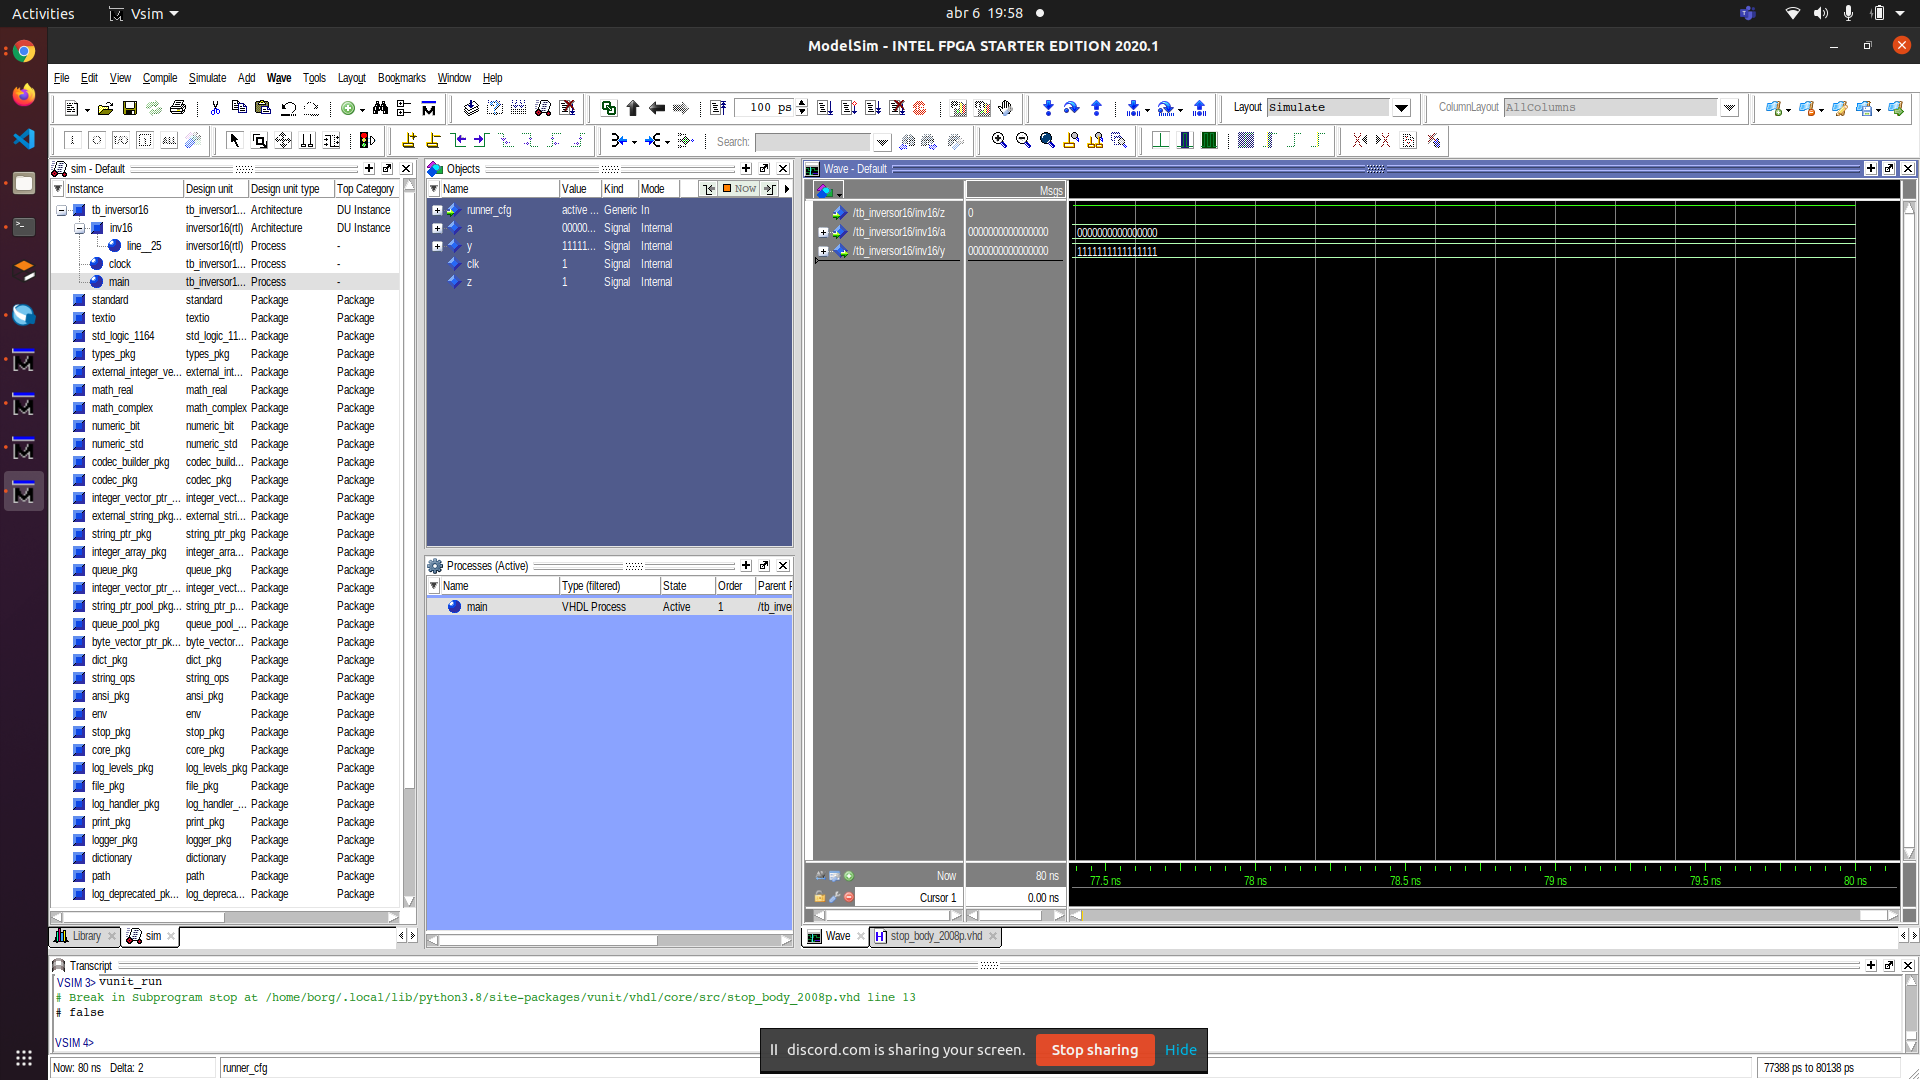 Activities
Vsim
abr 6 19:58
ModelSim - INTEL FPGA STARTER EDITION 2020.1
File Edit View Compile Simulate Add Wave Tools Layout Bookmarks Window Help
100 ps
Layout Simulate
ColumnLayout AllColumns
Search:
sim - Default
Instance Design unit Design unit type Top Category
tb_inversor16 tb_inversor1... Architecture DU Instance
inv16 inversor16(rtl) Architecture DU Instance
line__25 inversor16(rtl) Process -
clock tb_inversor1... Process -
main tb_inversor1... Process -
standard standard Package Package
textio textio Package Package
std_logic_1164 std_logic_11... Package Package
types_pkg types_pkg Package Package
external_integer_ve... external_int... Package Package
math_real math_real Package Package
math_complex math_complex Package Package
numeric_bit numeric_bit Package Package
numeric_std numeric_std Package Package
codec_builder_pkg codec_build... Package Package
codec_pkg codec_pkg Package Package
integer_vector_ptr_... integer_vect... Package Package
external_string_pkg... external_stri... Package Package
string_ptr_pkg string_ptr_pkg Package Package
integer_array_pkg integer_arra... Package Package
queue_pkg queue_pkg Package Package
integer_vector_ptr_... integer_vect... Package Package
string_ptr_pool_pkg... string_ptr_p... Package Package
queue_pool_pkg queue_pool_... Package Package
byte_vector_ptr_pk... byte_vector... Package Package
dict_pkg dict_pkg Package Package
string_ops string_ops Package Package
ansi_pkg ansi_pkg Package Package
env env Package Package
stop_pkg stop_pkg Package Package
core_pkg core_pkg Package Package
log_levels_pkg log_levels_pkg Package Package
file_pkg file_pkg Package Package
log_handler_pkg log_handler_... Package Package
print_pkg print_pkg Package Package
logger_pkg logger_pkg Package Package
dictionary dictionary Package Package
path path Package Package
log_deprecated_pk... log_depreca... Package Package
Library sim
Objects
Name Value Kind Mode Now
runner_cfg active ... Generic In
a 00000... Signal Internal
y 11111... Signal Internal
clk 1 Signal Internal
z 1 Signal Internal
Processes (Active)
Name Type (filtered) State Order Parent F
main VHDL Process Active 1 /tb_inve
Wave - Default
Msgs
/tb_inversor16/inv16/z 0
/tb_inversor16/inv16/a 0000000000000000 0000000000000000
/tb_inversor16/inv16/y 0000000000000000 1111111111111111
Now 80 ns
77.5 ns 78 ns 78.5 ns 79 ns 79.5 ns 80 ns
Cursor 1 0.00 ns
Wave stop_body_2008p.vhd
Transcript
VSIM 3> vunit_run
# Break in Subprogram stop at /home/borg/.local/lib/python3.8/site-packages/vunit/vhdl/core/src/stop_body_2008p.vhd line 13
# false
VSIM 4>
discord.com is sharing your screen. Stop sharing Hide
Now: 80 ns Delta: 2 runner_cfg 77388 ps to 80138 ps